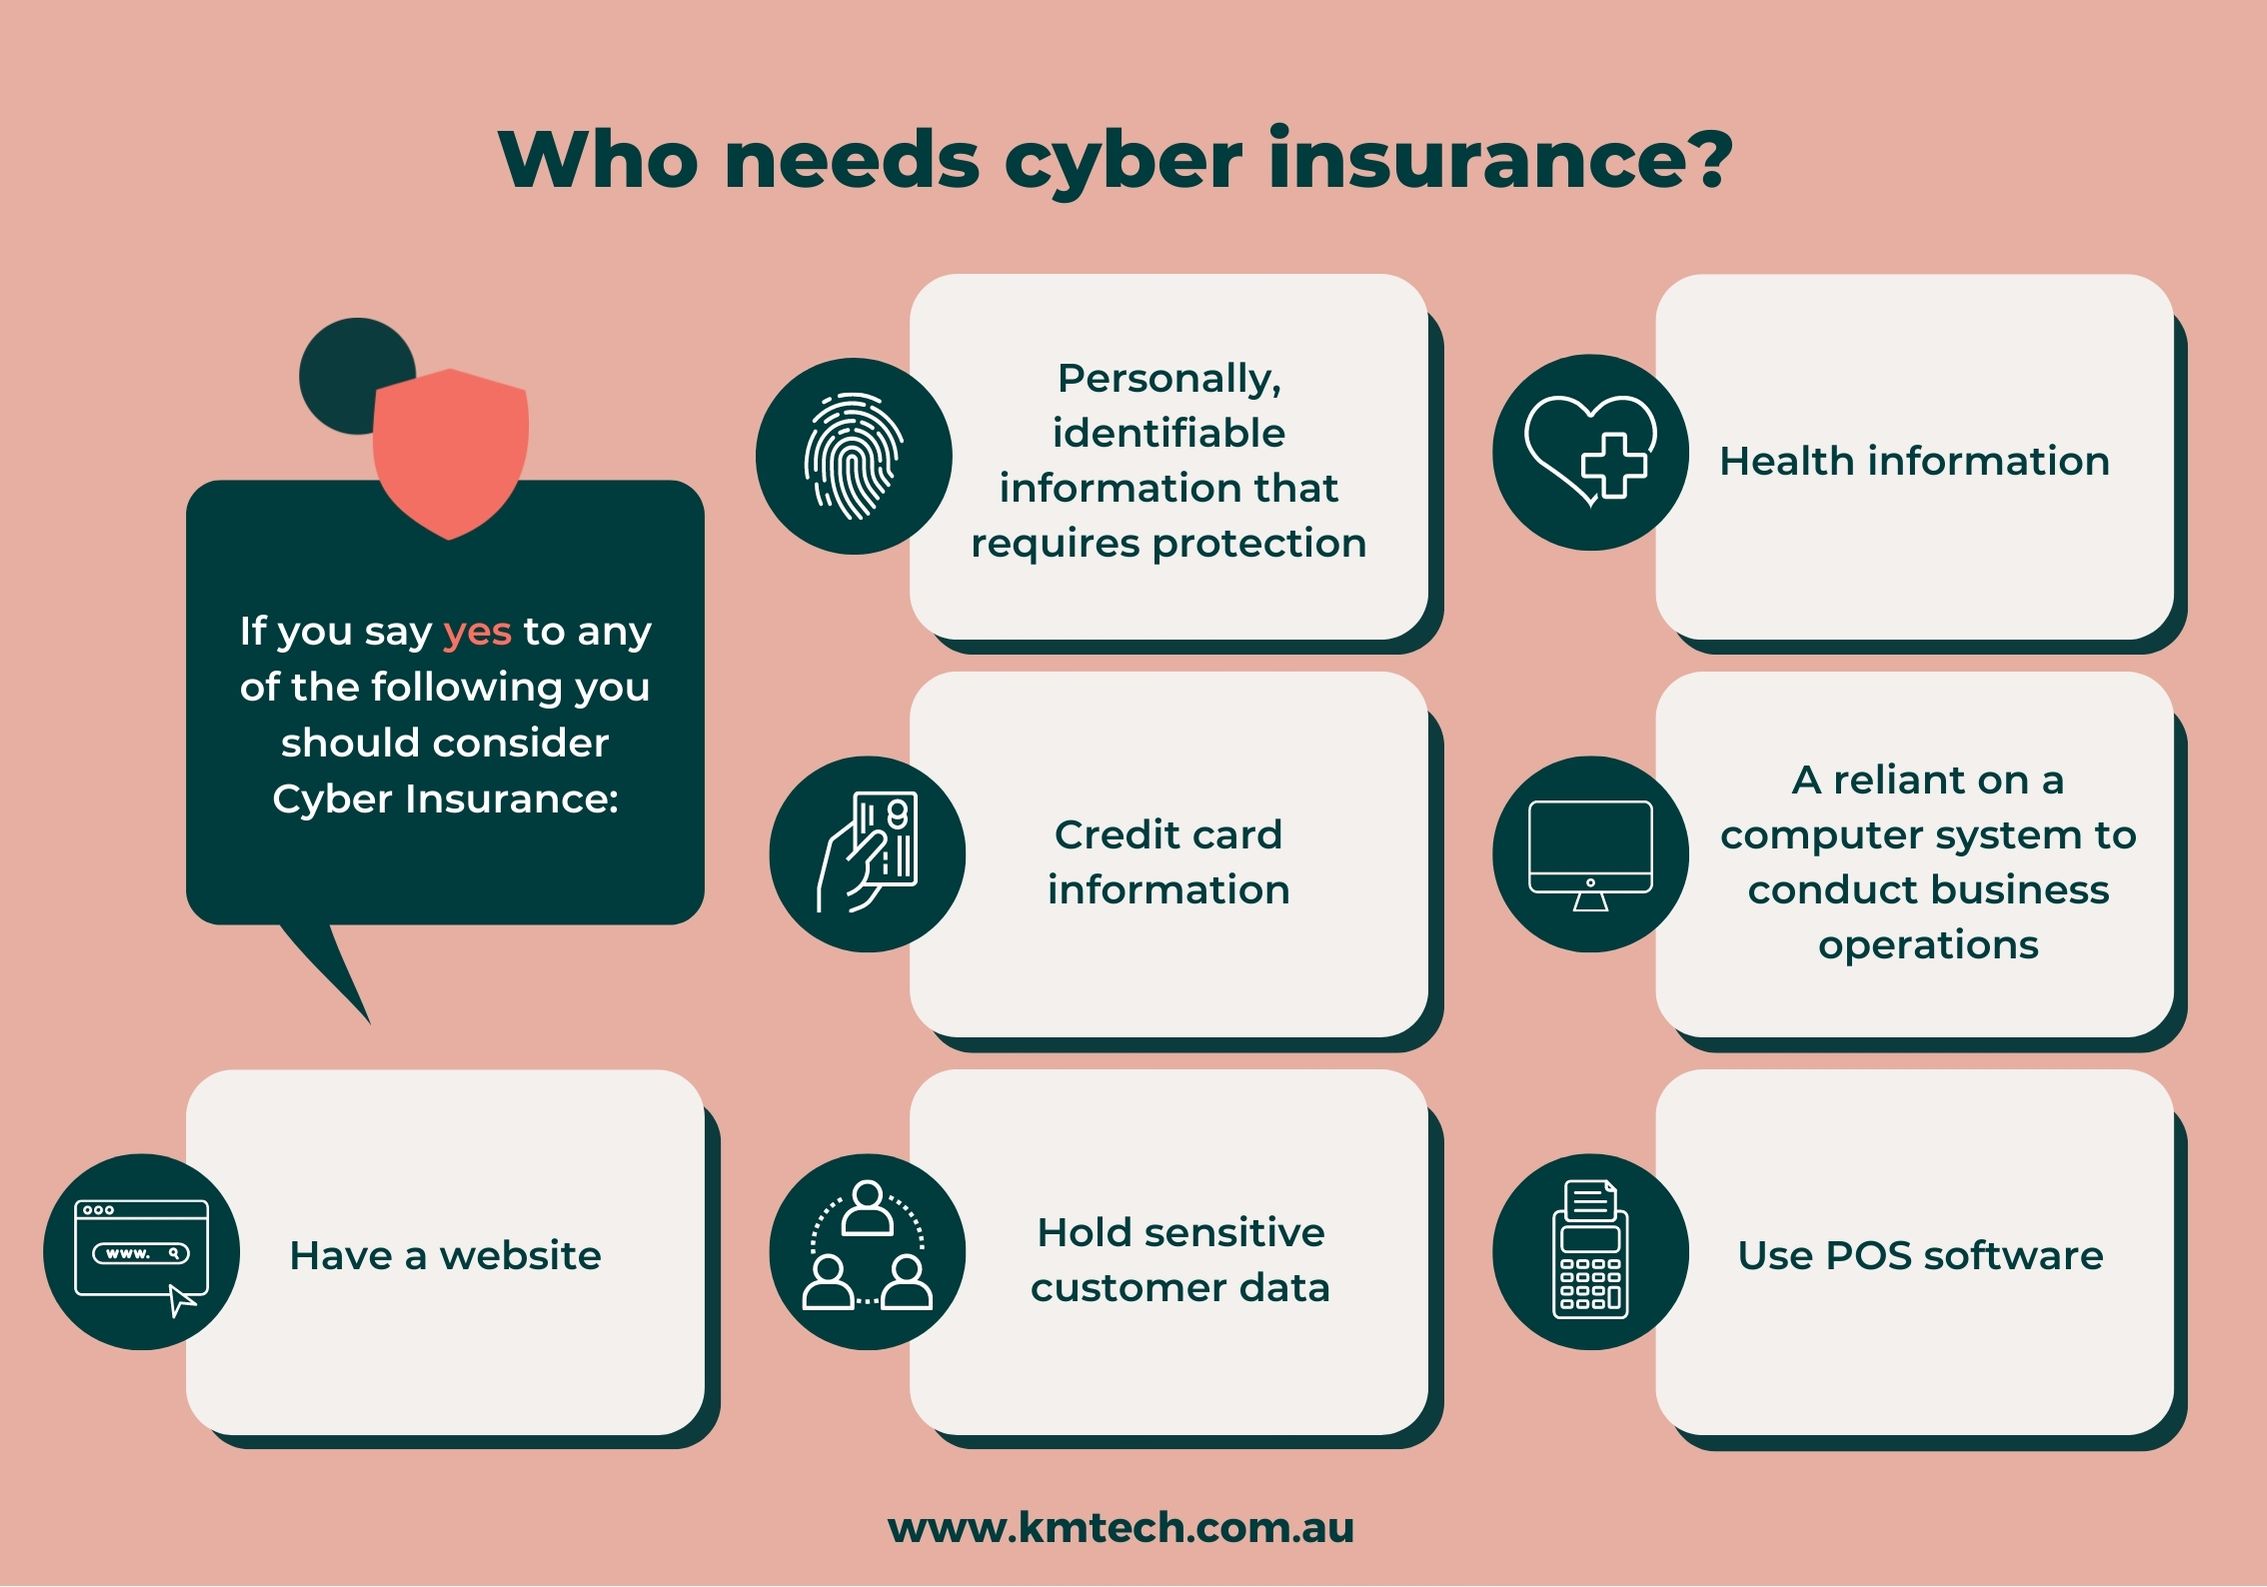 Who needs cyber insurance?
If you say yes to any
of the following you
should consider
Cyber Insurance:
Personally,
identifiable
information that
requires protection
Health information
Credit card
information
A reliant on a
computer system to
conduct business
operations
www.
Have a website
Hold sensitive
customer data
Use POS software
www.kmtech.com.au